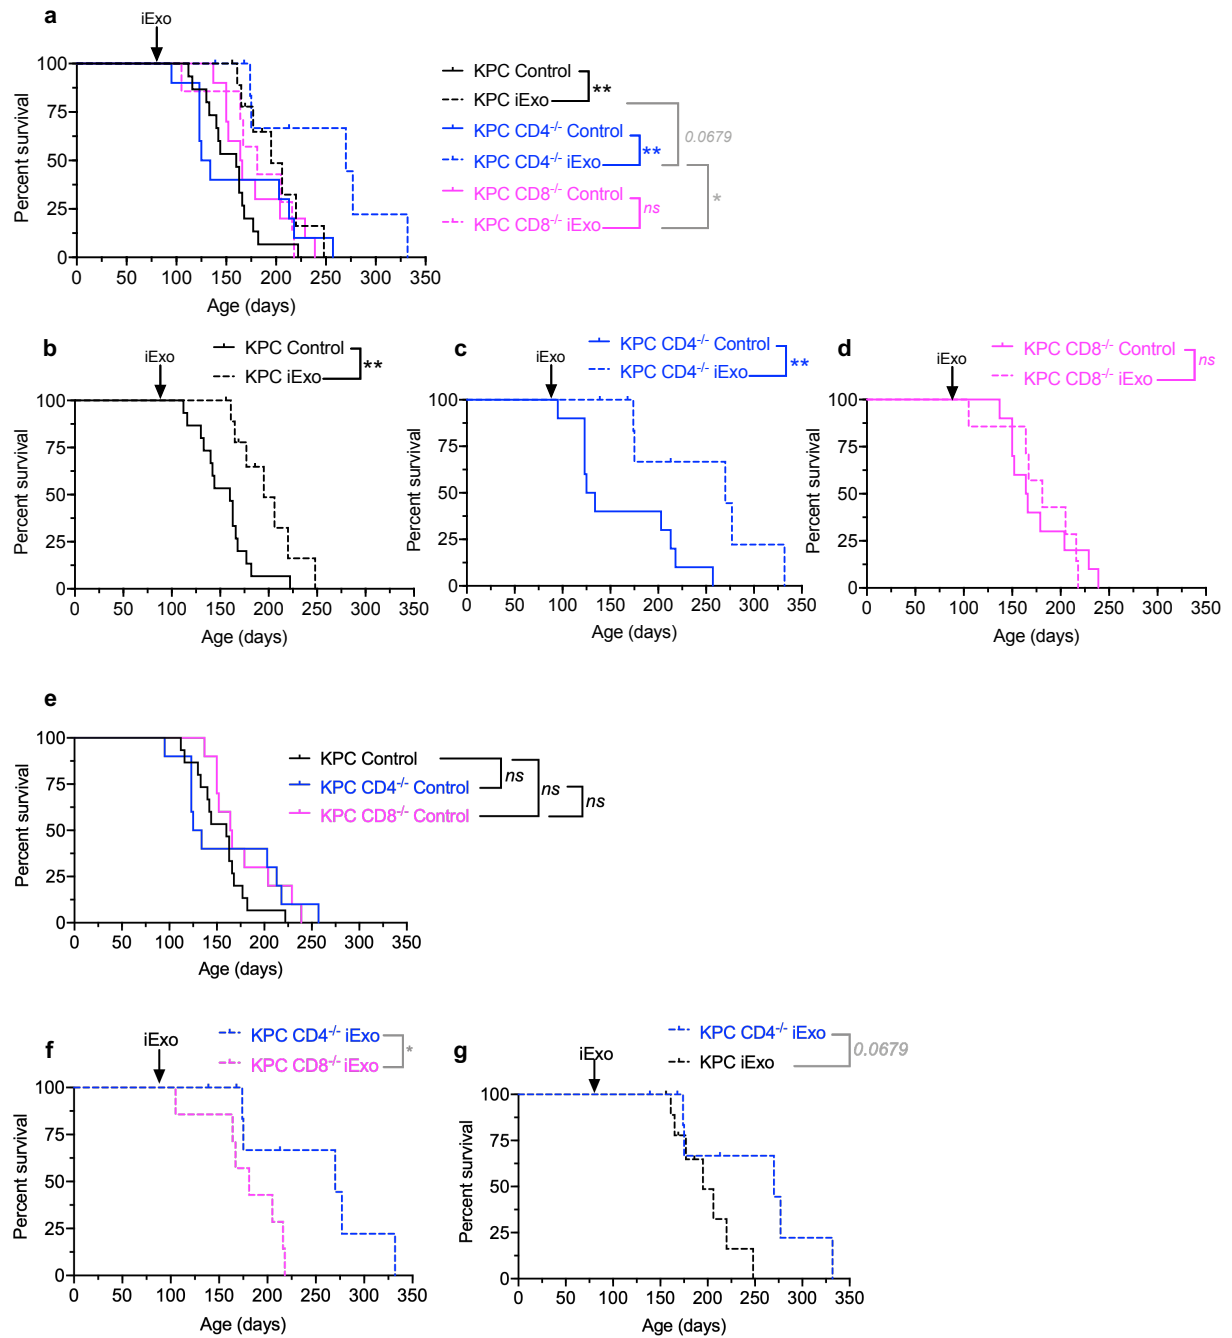 a
iExo
100
75
50
25
0
Percent survival
0 50 100 150 200 250 300 350
Age (days)
KPC Control
KPC iExo
**
KPC CD4-/- Control
KPC CD4-/- iExo
**
KPC CD8-/- Control
KPC CD8-/- iExo
ns
0.0679
*
b
iExo
KPC Control
KPC iExo
**
100
75
50
25
0
Percent survival
0 50 100 150 200 250 300 350
Age (days)
c
iExo
KPC CD4-/- Control
KPC CD4-/- iExo
**
100
75
50
25
0
Percent survival
0 50 100 150 200 250 300 350
Age (days)
d
iExo
KPC CD8-/- Control
KPC CD8-/- iExo
ns
100
75
50
25
0
Percent survival
0 50 100 150 200 250 300 350
Age (days)
e
100
75
50
25
0
Percent survival
0 50 100 150 200 250 300 350
Age (days)
KPC Control
KPC CD4-/- Control
KPC CD8-/- Control
ns
ns
ns
f
iExo
KPC CD4-/- iExo
KPC CD8-/- iExo
*
100
75
50
25
0
Percent survival
0 50 100 150 200 250 300 350
Age (days)
g
iExo
KPC CD4-/- iExo
KPC iExo
0.0679
100
75
50
25
0
Percent survival
0 50 100 150 200 250 300 350
Age (days)